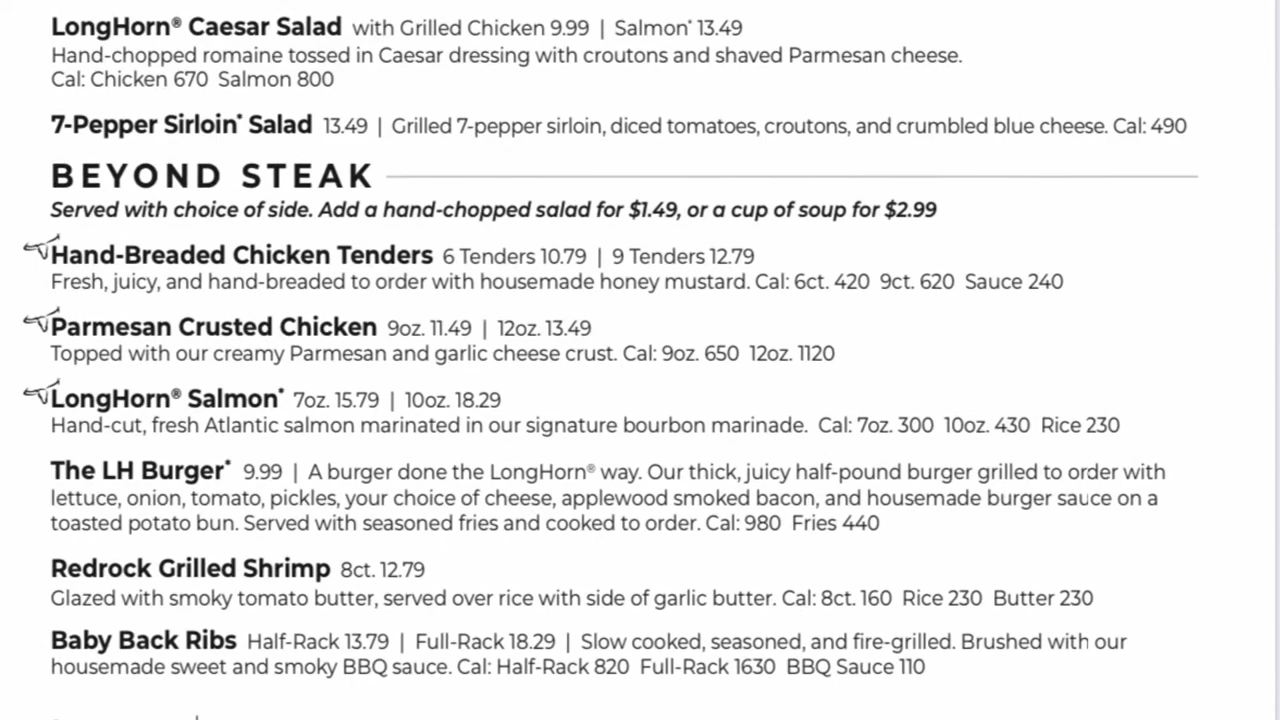 LongHorn® Caesar Salad with Grilled Chicken 9.99 | Salmon* 13.49
Hand-chopped romaine tossed in Caesar dressing with croutons and shaved Parmesan cheese.
Cal: Chicken 670 Salmon 800
7-Pepper Sirloin* Salad 13.49 | Grilled 7-pepper sirloin, diced tomatoes, croutons, and crumbled blue cheese. Cal: 490
BEYOND STEAK
Served with choice of side. Add a hand-chopped salad for $1.49, or a cup of soup for $2.99
Hand-Breaded Chicken Tenders 6 Tenders 10.79 | 9 Tenders 12.79
Fresh, juicy, and hand-breaded to order with housemade honey mustard. Cal: 6ct. 420 9ct. 620 Sauce 240
Parmesan Crusted Chicken 9oz. 11.49 | 12oz. 13.49
Topped with our creamy Parmesan and garlic cheese crust. Cal: 9oz. 650 12oz. 1120
LongHorn® Salmon* 7oz. 15.79 | 10oz. 18.29
Hand-cut, fresh Atlantic salmon marinated in our signature bourbon marinade. Cal: 7oz. 300 10oz. 430 Rice 230
The LH Burger* 9.99 | A burger done the LongHorn® way. Our thick, juicy half-pound burger grilled to order with
lettuce, onion, tomato, pickles, your choice of cheese, applewood smoked bacon, and housemade burger sauce on a
toasted potato bun. Served with seasoned fries and cooked to order. Cal: 980 Fries 440
Redrock Grilled Shrimp 8ct. 12.79
Glazed with smoky tomato butter, served over rice with side of garlic butter. Cal: 8ct. 160 Rice 230 Butter 230
Baby Back Ribs Half-Rack 13.79 | Full-Rack 18.29 | Slow cooked, seasoned, and fire-grilled. Brushed with our
housemade sweet and smoky BBQ sauce. Cal: Half-Rack 820 Full-Rack 1630 BBQ Sauce 110